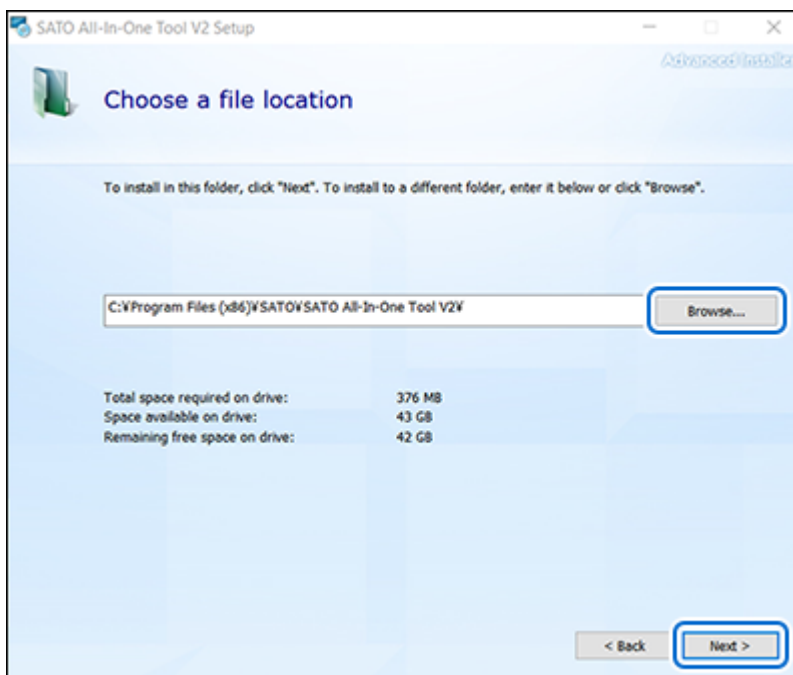 SATO All-In-One Tool V2 Setup
Advanced Installer
Choose a file location
To install in this folder, click "Next". To install to a different folder, enter it below or click "Browse".
C:¥Program Files (x86)¥SATO¥SATO All-In-One Tool V2¥
Browse...
Total space required on drive: 376 MB
Space available on drive: 43 GB
Remaining free space on drive: 42 GB
< Back
Next >